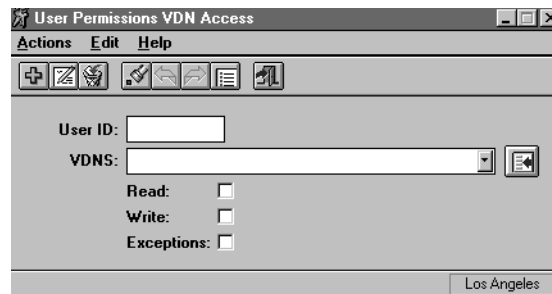 User Permissions VDN Access
Actions Edit Help
User ID:
VDNS:
Read:
Write:
Exceptions:
Los Angeles